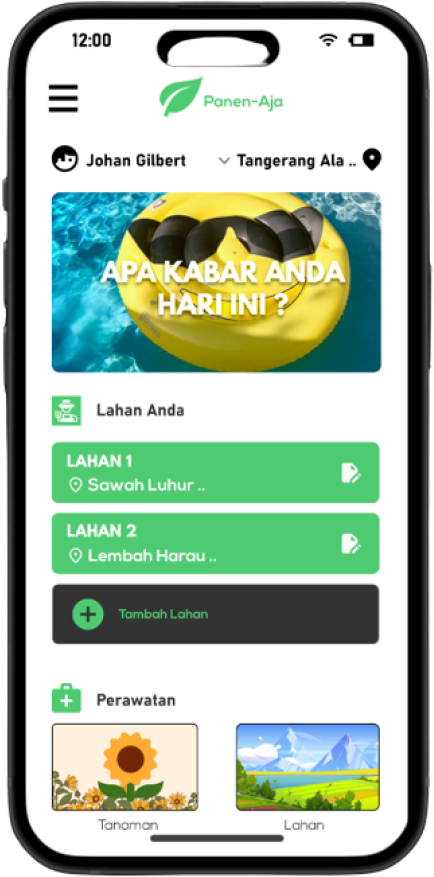 12:00
Panen-Aja
Johan Gilbert
Tangerang Ala ..
APA KABAR ANDA
HARI INI ?
Lahan Anda
LAHAN 1
Sawah Luhur ..
LAHAN 2
Lembah Harau ..
Tambah Lahan
Perawatan
Tanaman
Lahan